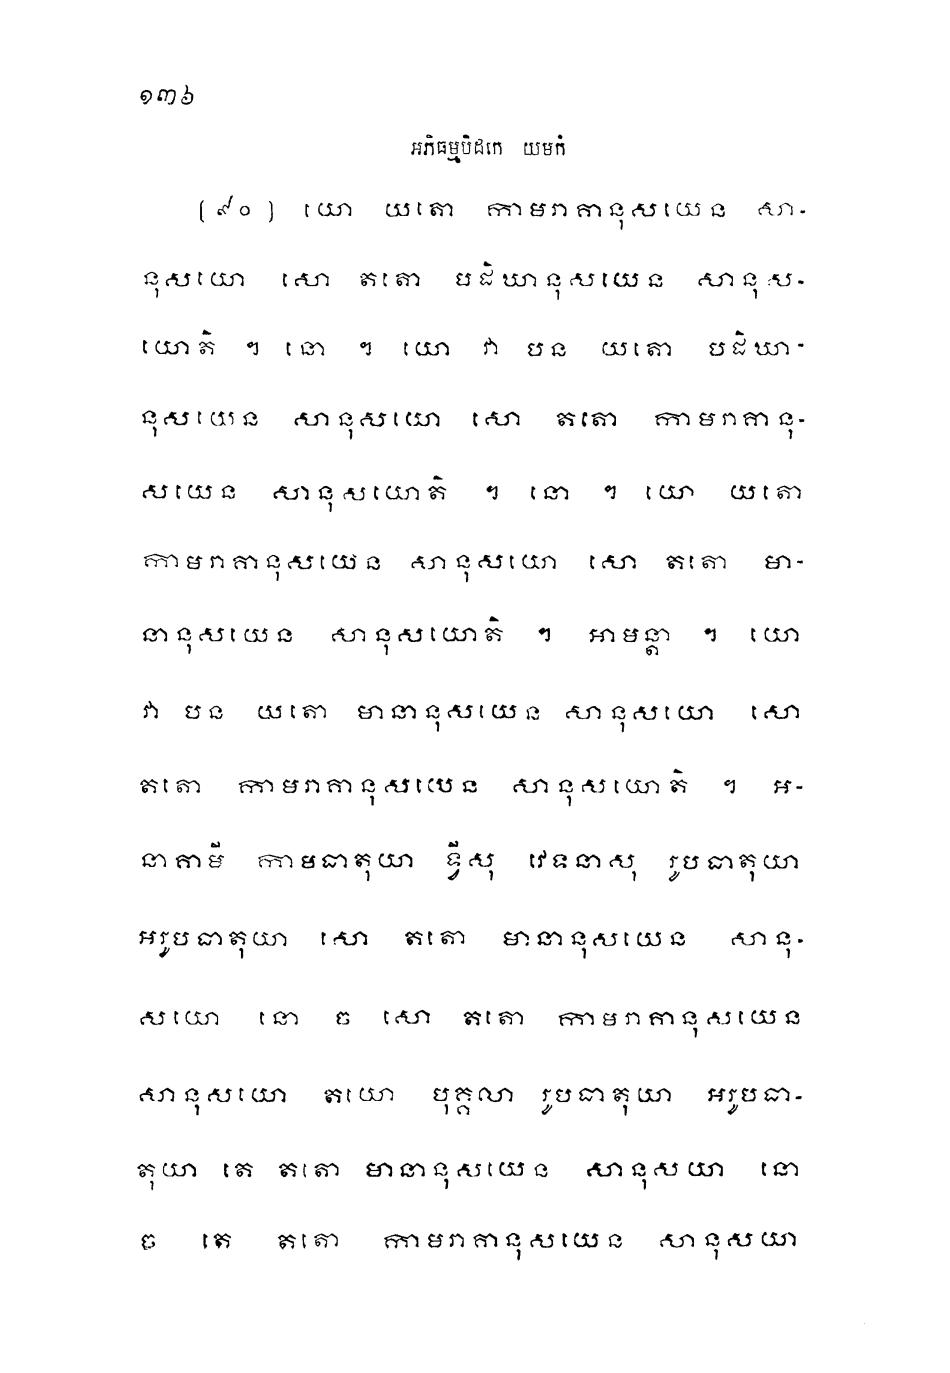 ១៣៦
អភិធម្មបិដកេ យមកំ
(៩០) យោ យតោ កាមរាគានុសយេន សា-
នុសយោ សោ តតោ បដិឃានុសយេន សានុស-
យោតិ ។ នោ ។ យោ វា បន យតោ បដិឃា-
នុសយេន សានុសយោ សោ តតោ កាមរាគានុ-
សយេន សានុសយោតិ ។ នោ ។ យោ យតោ
កាមរាគានុសយេន សានុសយោ សោ តតោ មា-
នានុសយេន សានុសយោតិ ។ អាមន្តា ។ យោ
វា បន យតោ មានានុសយេន សានុសយោ សោ
តតោ កាមរាគានុសយេន សានុសយោតិ ។ អ-
នាគាមី កាមធាតុយា ទ្វីសុ វេទនាសុ រូបធាតុយា
អរូបធាតុយា សោ តតោ មានានុសយេន សានុ-
សយោ នោ ច សោ តតោ កាមរាគានុសយេន
សានុសយោ តយោ បុគ្គលា រូបធាតុយា អរូបធា-
តុយា តេ តតោ មានានុសយេន សានុសយា នោ
ច តេ តតោ កាមរាគានុសយេន សានុសយា